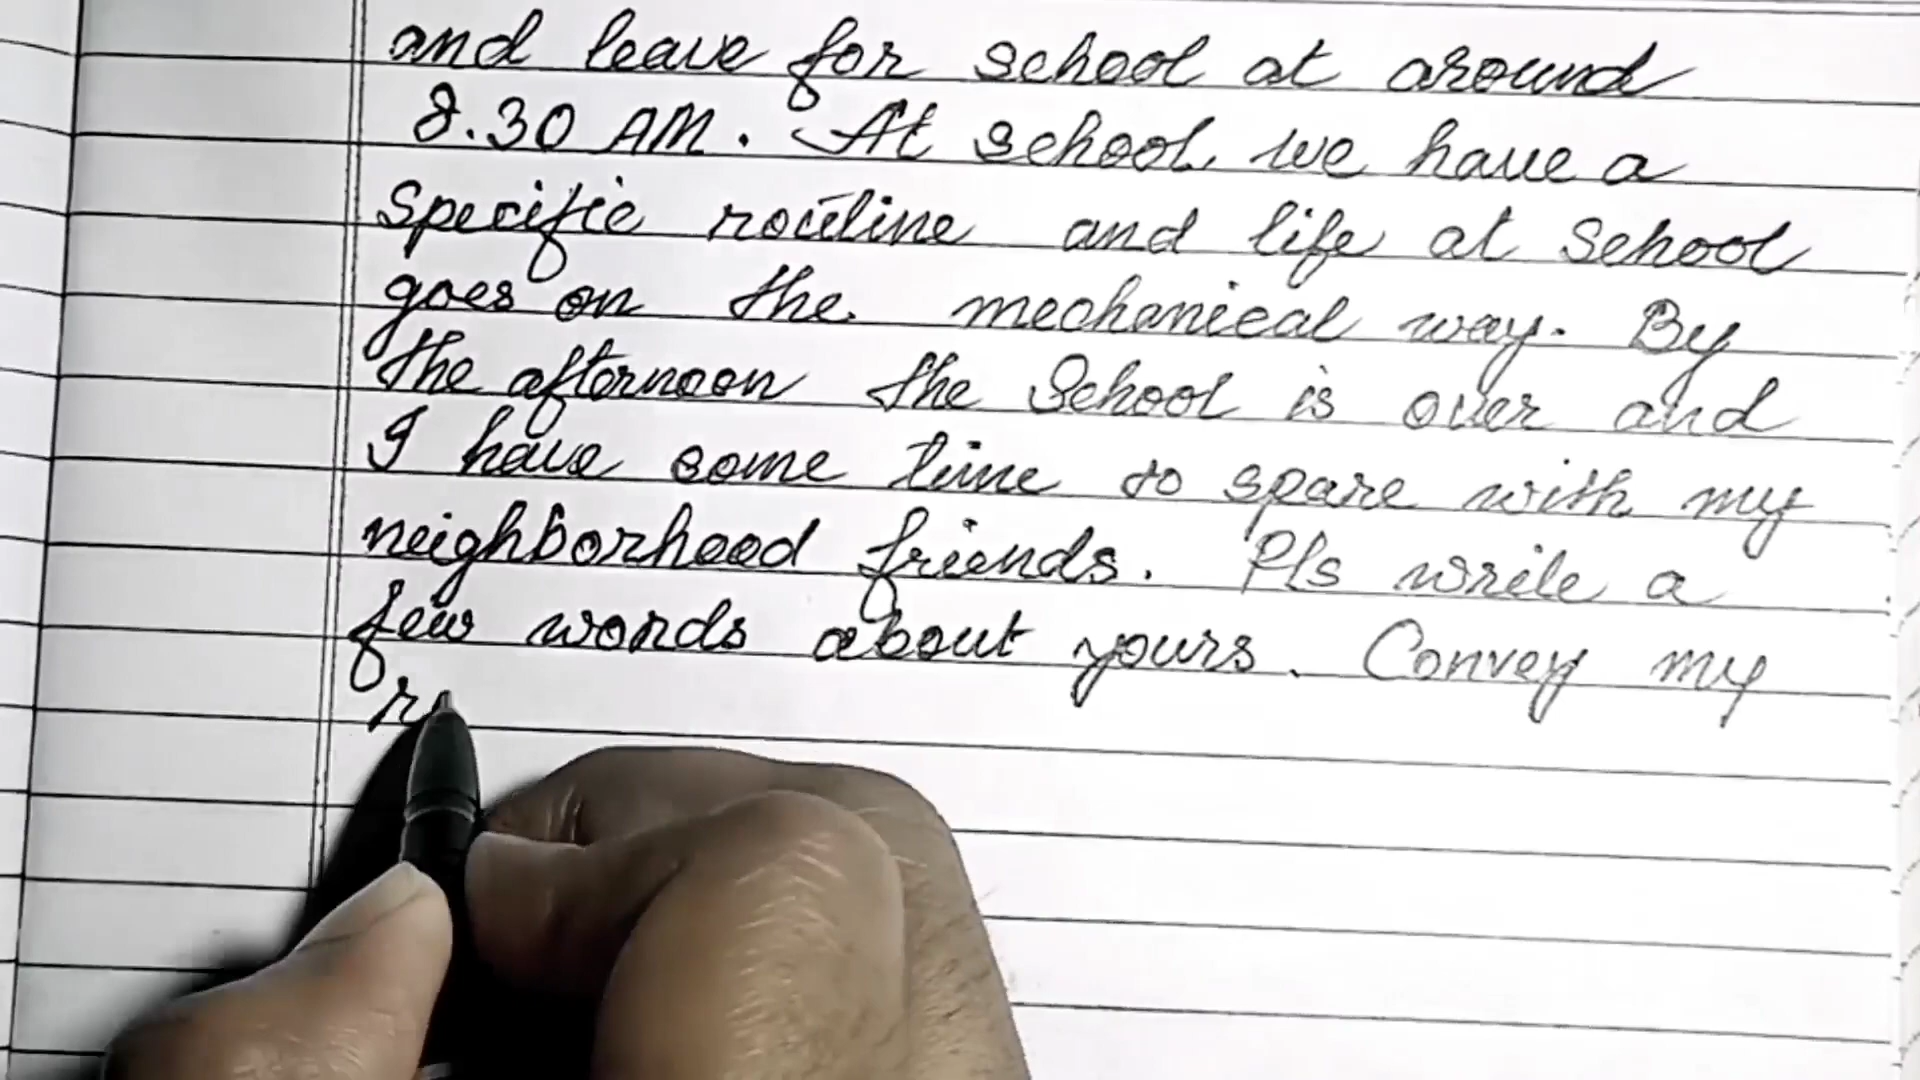 and leave for school at around
8.30 AM. At school, we have a
specific routine and life at School
goes on the mechanical way. By
the afternoon the School is over and
I have some time to spare with my
neighborhood friends. Pls write a
few words about yours. Convey my
r